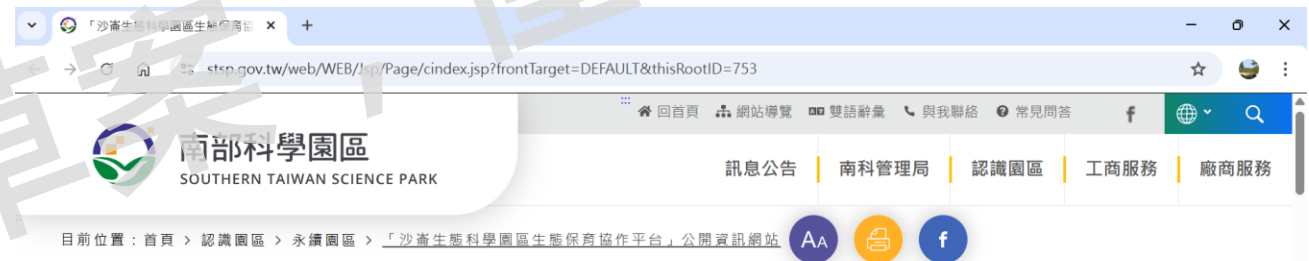 「沙崙生態科學園區生態保育協
stsp.gov.tw/web/WEB/Jsp/Page/cindex.jsp?frontTarget=DEFAULT&thisRootID=753
回首頁 網站導覽 雙語辭彙 與我聯絡 常見問答
南部科學園區
SOUTHERN TAIWAN SCIENCE PARK
訊息公告 南科管理局 認識園區 工商服務 廠商服務
目前位置：首頁 > 認識園區 > 永續園區 > 「沙崙生態科學園區生態保育協作平台」公開資訊網站 AA
草案，僅